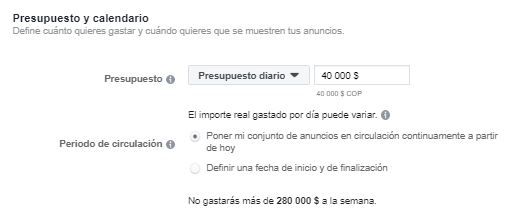 Presupuesto y calendario
Define cuánto quieres gastar y cuándo quieres que se muestren tus anuncios.
Presupuesto
Presupuesto diario
40 000 $
40 000 $ COP
El importe real gastado por día puede variar.
Periodo de circulación
Poner mi conjunto de anuncios en circulación continuamente a partir
de hoy
Definir una fecha de inicio y de finalización
No gastarás más de 280 000 $ a la semana.